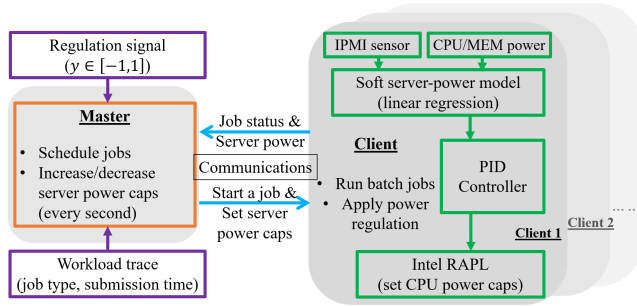 Regulation signal
(y ∈ [−1,1])
Master
• Schedule jobs
• Increase/decrease
server power caps
(every second)
Workload trace
(job type, submission time)
Job status &
Server power
Communications
Start a job &
Set server
power caps
IPMI sensor
CPU/MEM power
Soft server-power model
(linear regression)
Client
• Run batch jobs
• Apply power
regulation
PID
Controller
Intel RAPL
(set CPU power caps)
Client 1
Client 2
... ...